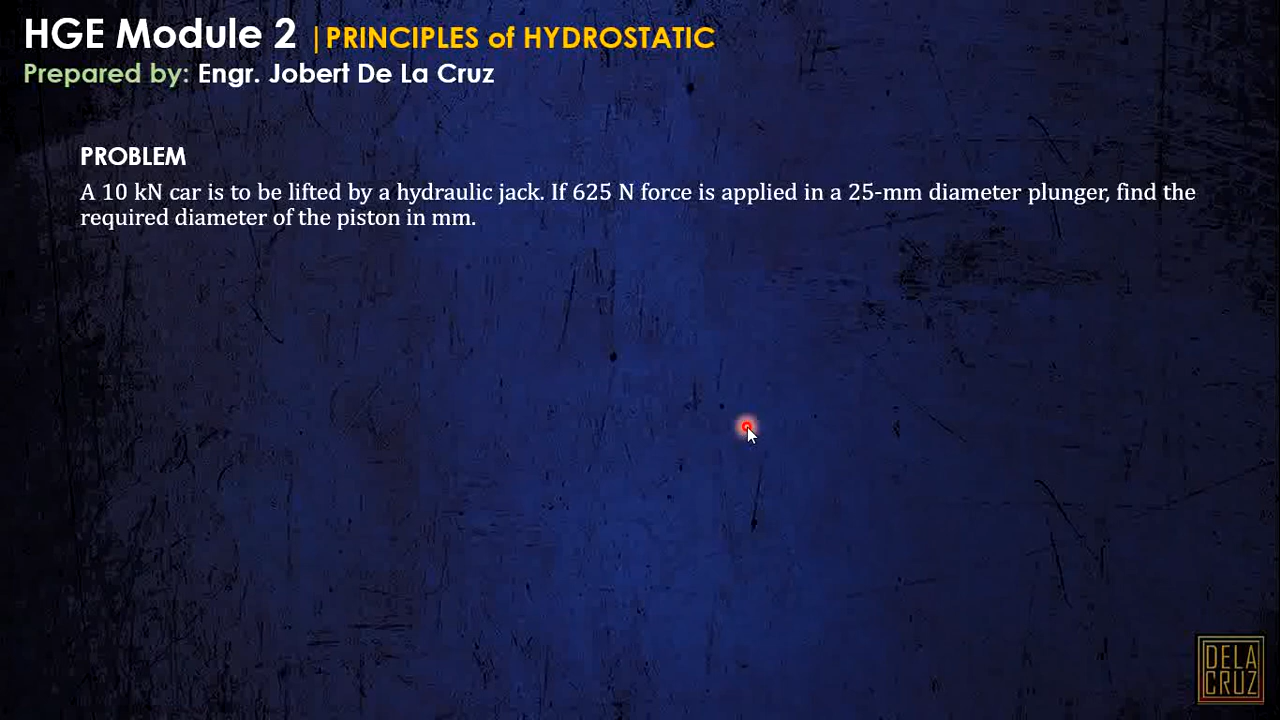 HGE Module 2 | PRINCIPLES of HYDROSTATIC
Prepared by: Engr. Jobert De La Cruz
PROBLEM
A 10 kN car is to be lifted by a hydraulic jack. If 625 N force is applied in a 25-mm diameter plunger, find the
required diameter of the piston in mm.
DELA
CRUZ